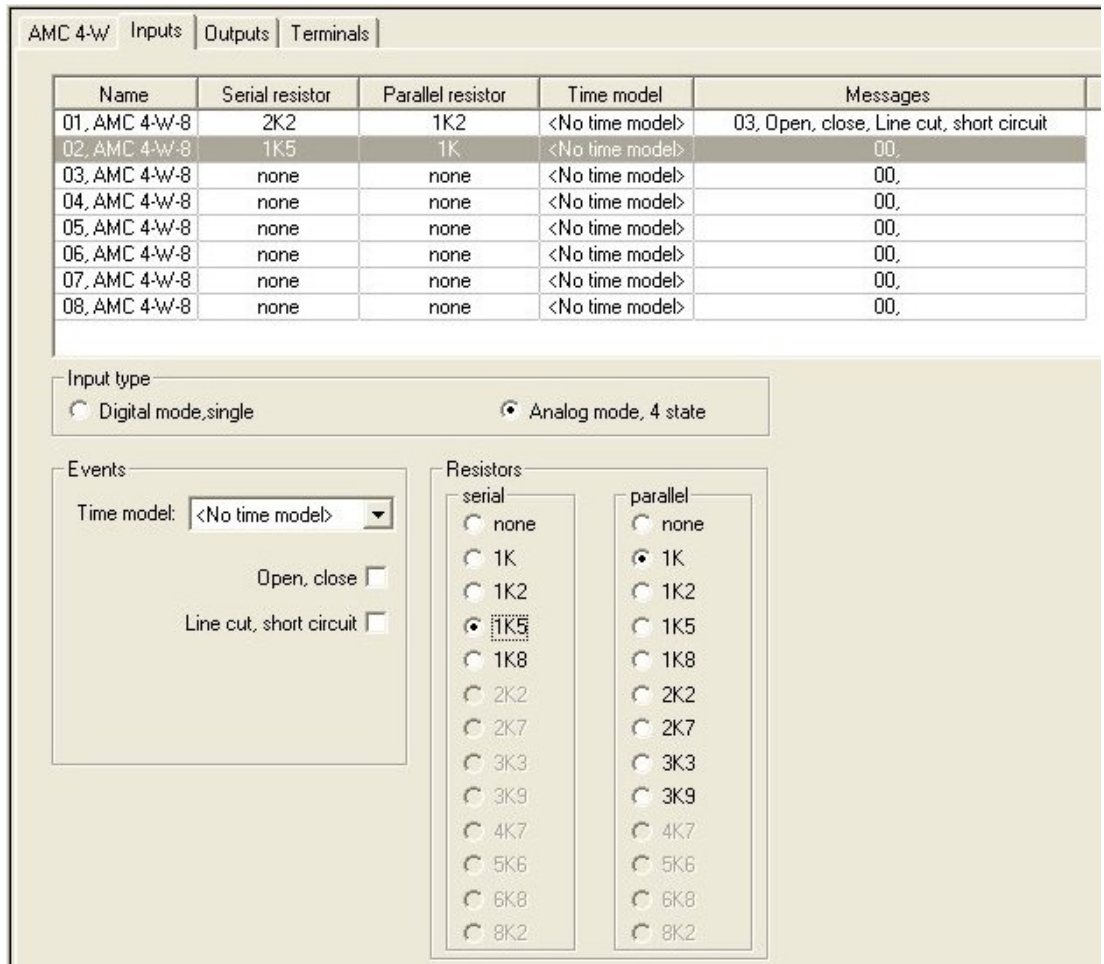 AMC 4-W Inputs Outputs Terminals
Name Serial resistor Parallel resistor Time model Messages
01, AMC 4-W-8 2K2 1K2 <No time model> 03, Open, close, Line cut, short circuit
02, AMC 4-W-8 1K5 1K <No time model> 00,
03, AMC 4-W-8 none none <No time model> 00,
04, AMC 4-W-8 none none <No time model> 00,
05, AMC 4-W-8 none none <No time model> 00,
06, AMC 4-W-8 none none <No time model> 00,
07, AMC 4-W-8 none none <No time model> 00,
08, AMC 4-W-8 none none <No time model> 00,
Input type
Digital mode,single Analog mode, 4 state
Events
Time model: <No time model>
Open, close
Line cut, short circuit
Resistors
serial parallel
none none
1K 1K
1K2 1K2
1K5 1K5
1K8 1K8
2K2 2K2
2K7 2K7
3K3 3K3
3K9 3K9
4K7 4K7
5K6 5K6
6K8 6K8
8K2 8K2